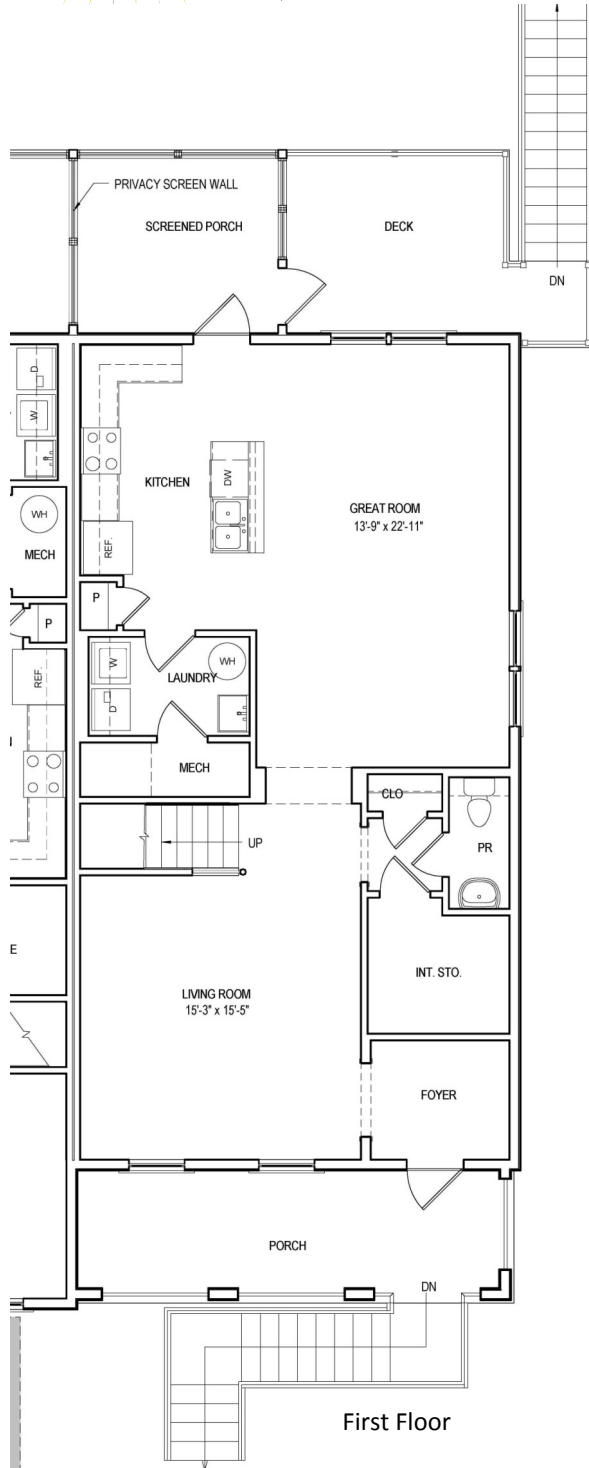 PRIVACY SCREEN WALL
SCREENED PORCH
DECK
DN
D
W
WH
MECH
P
REF.
E
KITCHEN
DW
GREAT ROOM
13'-9" x 22'-11"
REF.
P
W
D
LAUNDRY
WH
MECH
UP
CLO
PR
INT. STO.
LIVING ROOM
15'-3" x 15'-5"
FOYER
PORCH
DN
First Floor